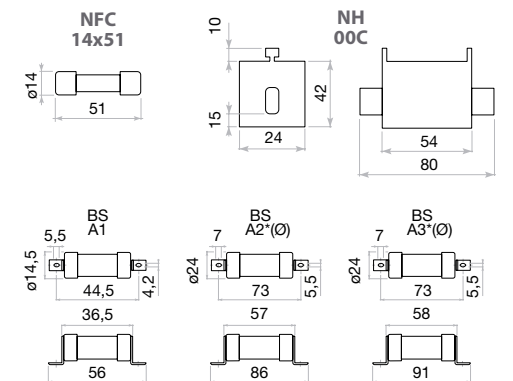 NFC
14x51
ø14
51
NH
00C
10
15
42
24
54
80
BS
A1
5,5
ø14,5
4,2
44,5
36,5
56
BS
A2*(Ø)
7
ø24
5,5
73
57
86
BS
A3*(Ø)
7
ø24
5,5
73
58
91